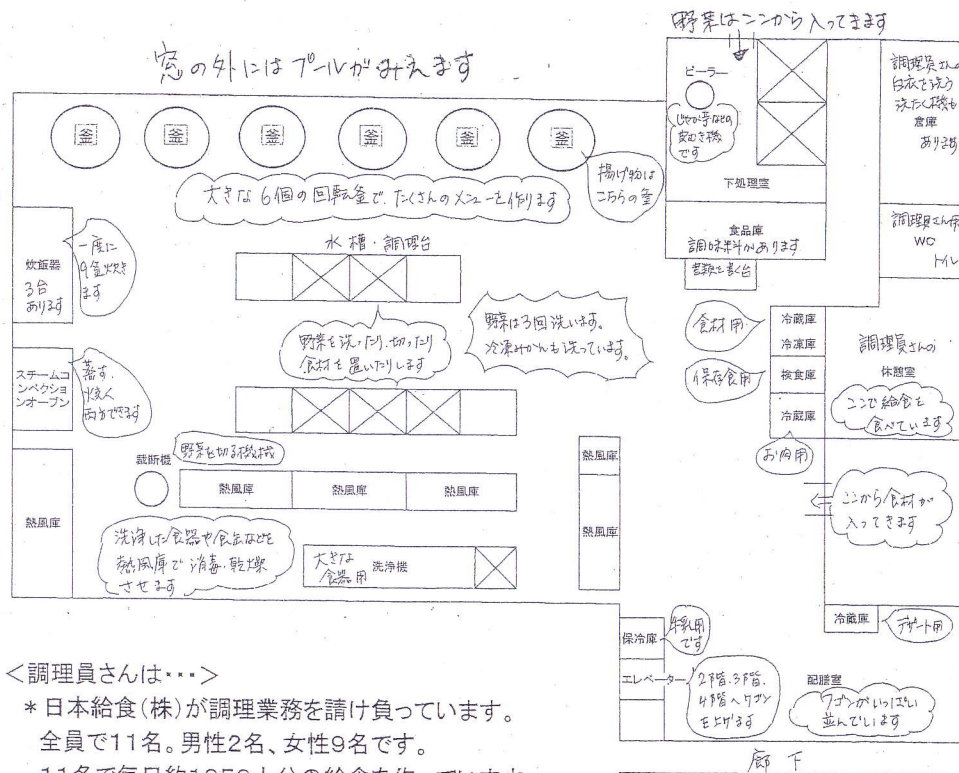 野菜はここから入ってきます
窓の外にはプールがみえます
ピーラー
じゃが芋などの
皮むき機
です
調理員さんの
白衣を洗う
洗たく機も
倉庫
あります
釜
釜
釜
釜
釜
釜
揚げ物は
こちらの釜
大きな6個の回転釜で、たくさんのメニューを作ります
下処理室
食品庫
調味料があります
書類を書く台
調理員さん用
WC
トイレ
炊飯器
3台
あります
一度に
9釜炊き
ます
水槽・調理台
野菜を洗ったり、切ったり
食材を置いたりします
野菜は3回洗います。
冷凍みかんも洗っています。
食材用
冷蔵庫
冷凍庫
保存食用
検食庫
冷蔵庫
お肉用
調理員さんの
休憩室
ここで給食を
食べています
スチームコ
ンベクショ
ンオーブン
蒸す、
両方できます
裁断機
野菜を切る機械
熱風庫
熱風庫
熱風庫
熱風庫
熱風庫
熱風庫
洗浄した食器や食缶などを
熱風庫で消毒・乾燥
させます
大きな
食器用
洗浄機
ここから食材が
入ってきます
冷蔵庫
デザート用
保冷庫
牛乳用
です
エレベーター
2階、3階、
4階へワゴン
を上げます
配膳室
ワゴンがいっぱい
並んでいます
廊下
<調理員さんは・・・>
*日本給食(株)が調理業務を請け負っています。
全員で11名。男性2名、女性9名です。
11名で毎日約1050人分の給食を作っています